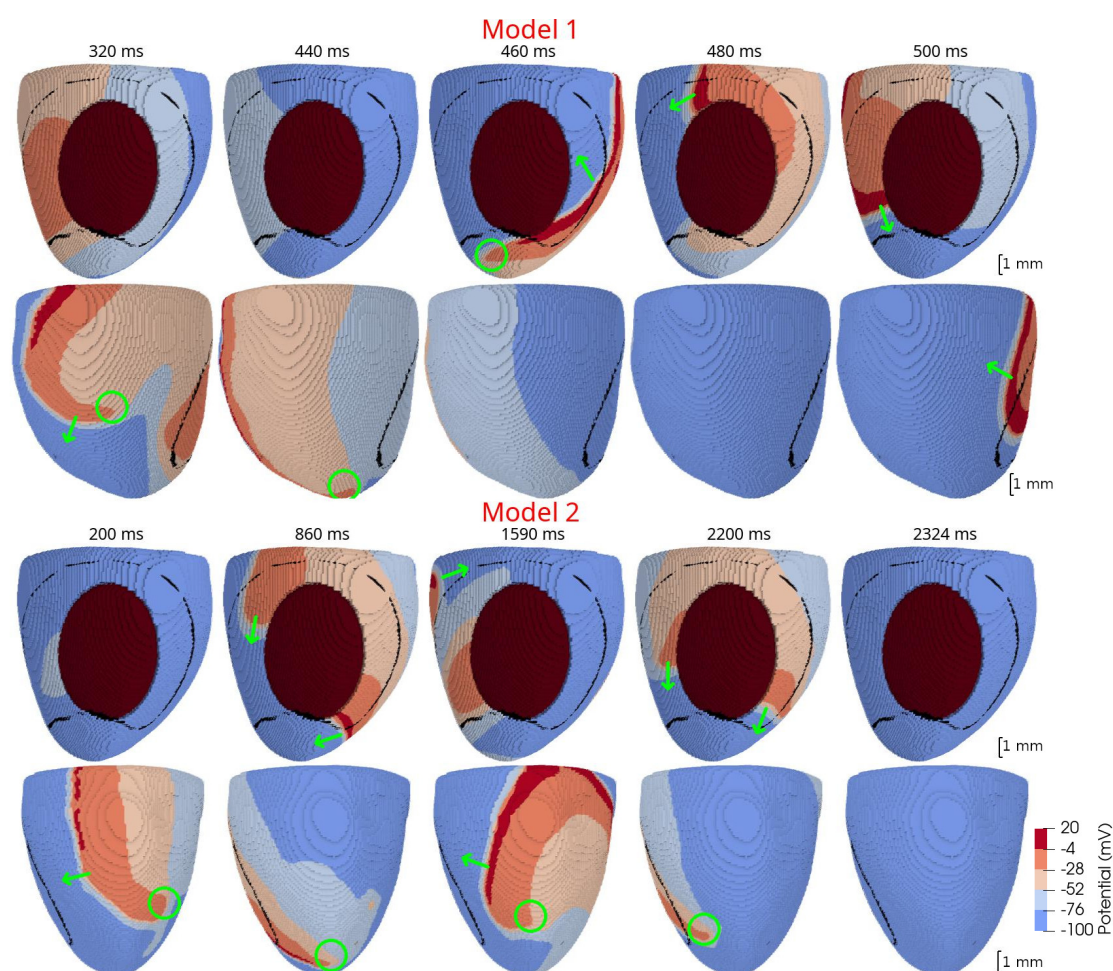 Model 1
320 ms 440 ms 460 ms 480 ms 500 ms
1 mm
1 mm
Model 2
200 ms 860 ms 1590 ms 2200 ms 2324 ms
1 mm
20
-4
-28
-52
-76
-100
Potential (mV)
1 mm